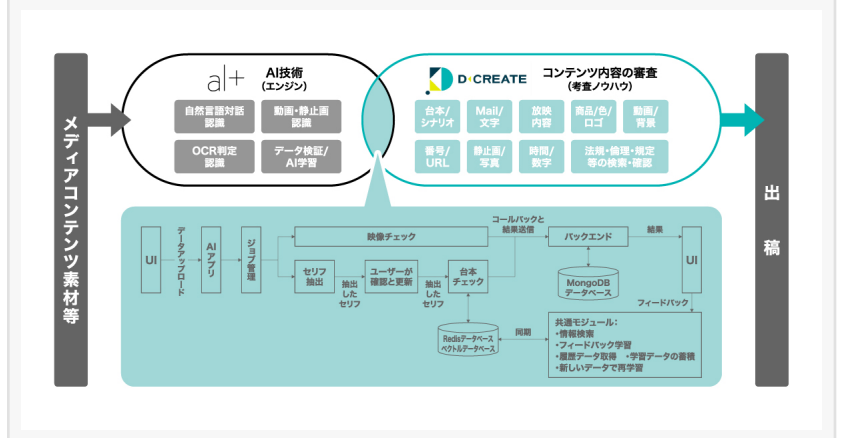 メディアコンテンツ素材等
al+
AI技術
(エンジン)
自然言語対話
認識
動画・静止画
認識
OCR判定
認識
データ検証/
AI学習
D・CREATE
コンテンツ内容の審査
(考査ノウハウ)
台本/
シナリオ
Mail/
文字
放映
内容
商品/色/
ロゴ
動画/
背景
番号/
URL
静止画/
写真
時間/
数字
法規・倫理・規定
等の検索・確認
出稿
UI
データアップロード
AIアプリ
ジョブ管理
映像チェック
セリフ
抽出
抽出
した
セリフ
ユーザーが
確認と更新
抽出
した
セリフ
台本
チェック
コールバックと
結果送信
バックエンド
結果
UI
MongoDB
データベース
フィードバック
Redisデータベース
ベクトルデータベース
同期
共通モジュール:
・情報検索
・フィードバック学習
・履歴データ取得 ・学習データの蓄積
・新しいデータで再学習